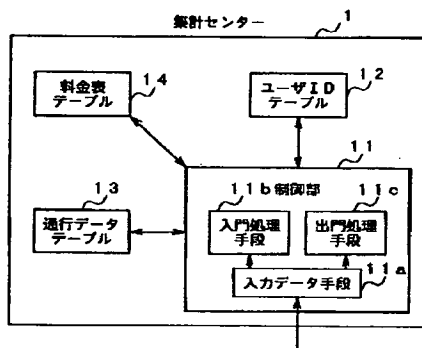 集計センター
1
料金表
テーブル
14
ユーザID
テーブル
12
11
13
通行データ
テーブル
11b制御部
11c
入門処理
手段
出門処理
手段
11a
入力データ手段